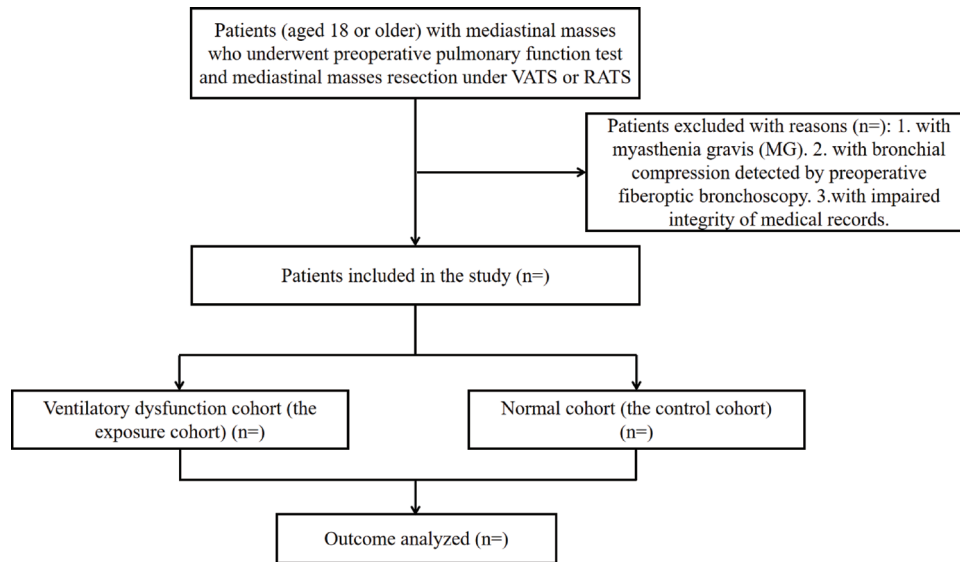 Patients (aged 18 or older) with mediastinal masses
who underwent preoperative pulmonary function test
and mediastinal masses resection under VATS or RATS
Patients excluded with reasons (n=): 1. with
myasthenia gravis (MG). 2. with bronchial
compression detected by preoperative
fiberoptic bronchoscopy. 3.with impaired
integrity of medical records.
Patients included in the study (n=)
Ventilatory dysfunction cohort (the
exposure cohort) (n=)
Normal cohort (the control cohort)
(n=)
Outcome analyzed (n=)